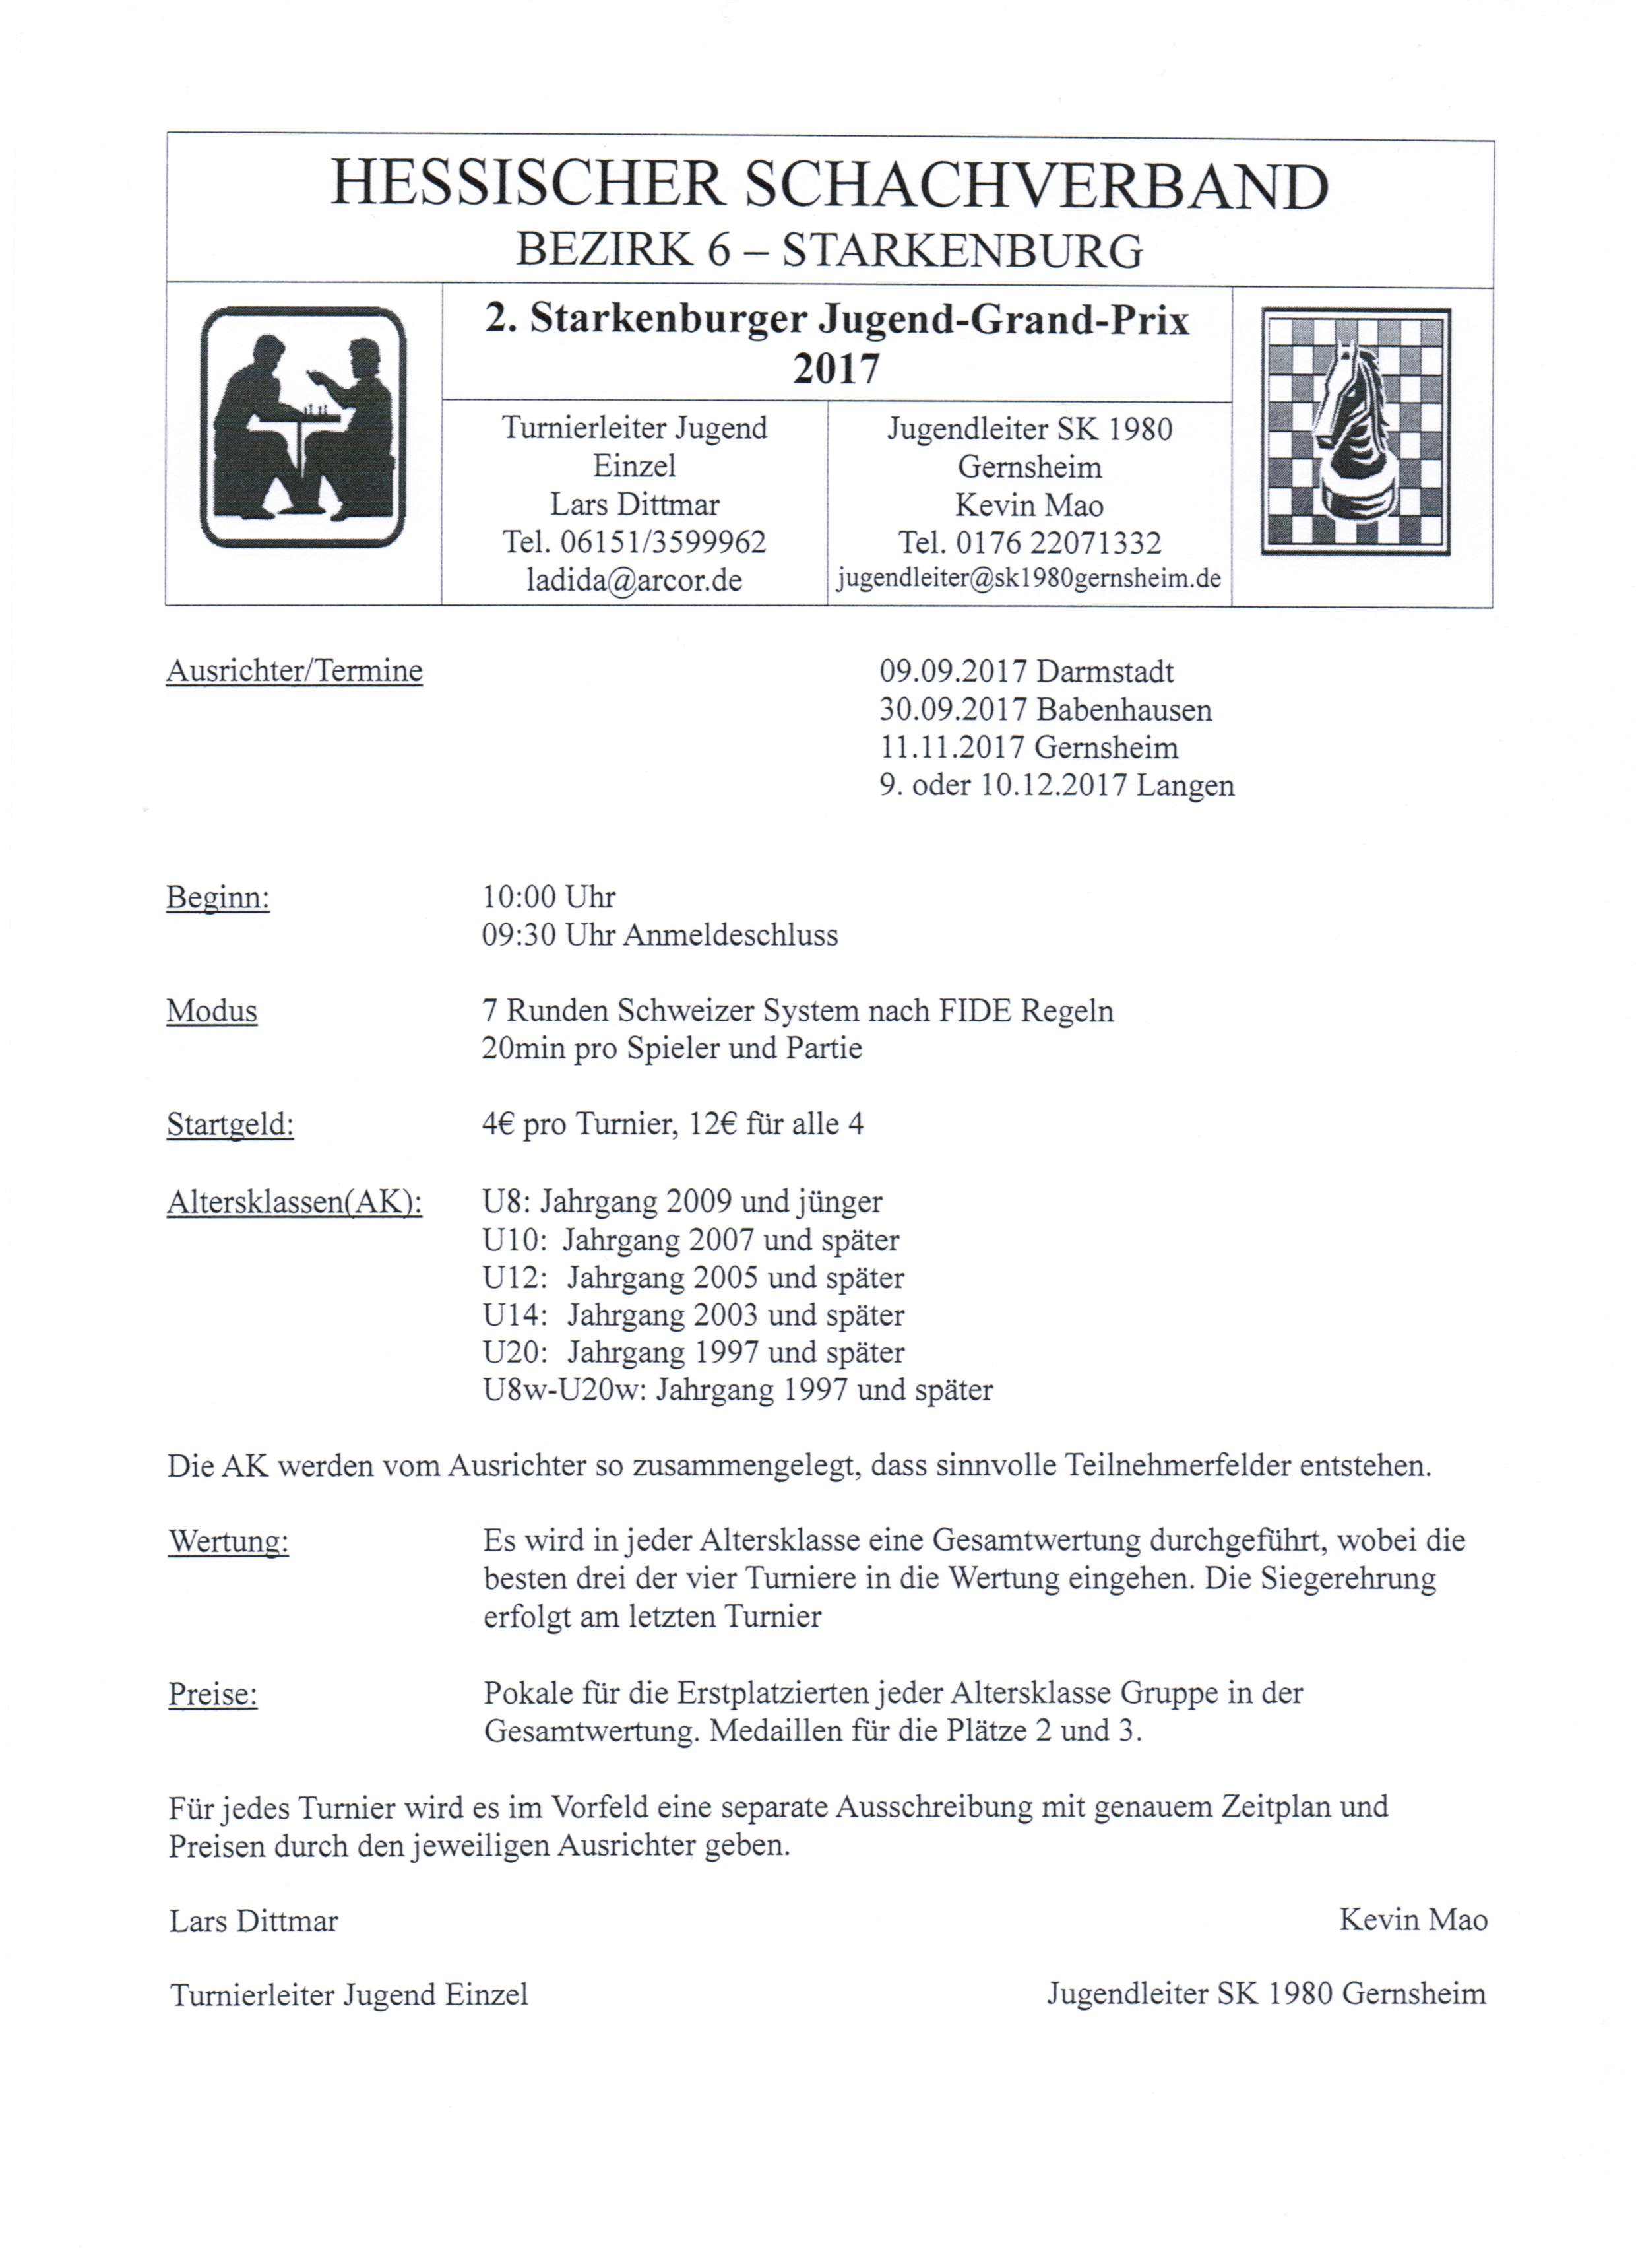 HESSISCHER SCHACHVERBAND
BEZIRK 6 – STARKENBURG
2. Starkenburger Jugend-Grand-Prix
2017
Turnierleiter Jugend
Einzel
Lars Dittmar
Tel. 06151/3599962
ladida@arcor.de
Jugendleiter SK 1980
Gernsheim
Kevin Mao
Tel. 0176 22071332
jugendleiter@sk1980gernsheim.de
Ausrichter/Termine 09.09.2017 Darmstadt
30.09.2017 Babenhausen
11.11.2017 Gernsheim
9. oder 10.12.2017 Langen
Beginn: 10:00 Uhr
09:30 Uhr Anmeldeschluss
Modus 7 Runden Schweizer System nach FIDE Regeln
20min pro Spieler und Partie
Startgeld: 4€ pro Turnier, 12€ für alle 4
Altersklassen(AK): U8: Jahrgang 2009 und jünger
U10: Jahrgang 2007 und später
U12: Jahrgang 2005 und später
U14: Jahrgang 2003 und später
U20: Jahrgang 1997 und später
U8w-U20w: Jahrgang 1997 und später
Die AK werden vom Ausrichter so zusammengelegt, dass sinnvolle Teilnehmerfelder entstehen.
Wertung: Es wird in jeder Altersklasse eine Gesamtwertung durchgeführt, wobei die
besten drei der vier Turniere in die Wertung eingehen. Die Siegerehrung
erfolgt am letzten Turnier
Preise: Pokale für die Erstplatzierten jeder Altersklasse Gruppe in der
Gesamtwertung. Medaillen für die Plätze 2 und 3.
Für jedes Turnier wird es im Vorfeld eine separate Ausschreibung mit genauem Zeitplan und
Preisen durch den jeweiligen Ausrichter geben.
Lars Dittmar Kevin Mao
Turnierleiter Jugend Einzel Jugendleiter SK 1980 Gernsheim